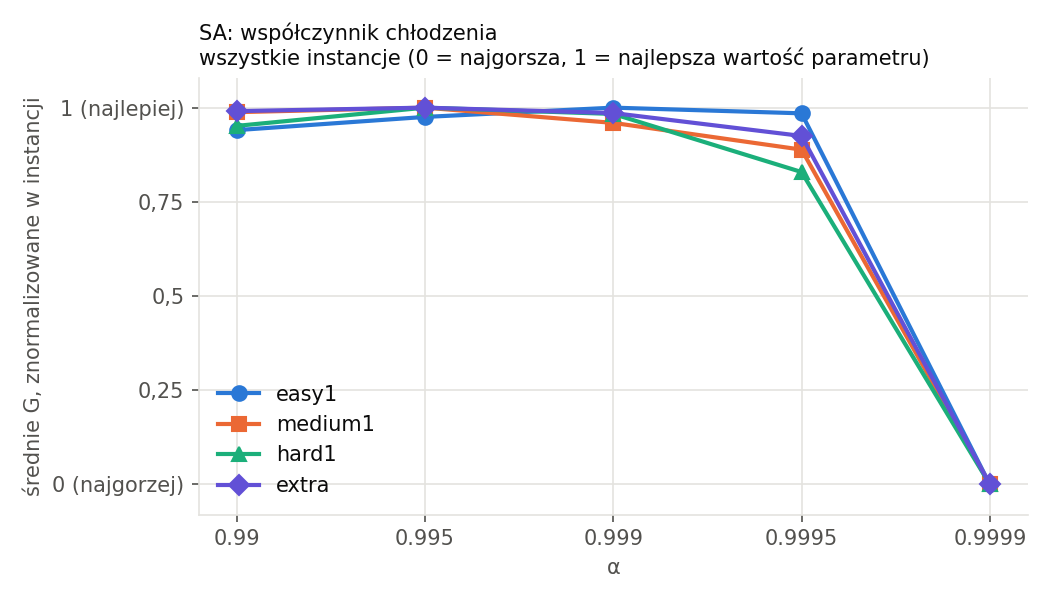 SA: współczynnik chłodzenia
wszystkie instancje (0 = najgorsza, 1 = najlepsza wartość parametru)
średnie G, znormalizowane w instancji
1 (najlepiej)
0,75
0,5
0,25
0 (najgorzej)
easy1
medium1
hard1
extra
0.99
0.995
0.999
0.9995
0.9999
α